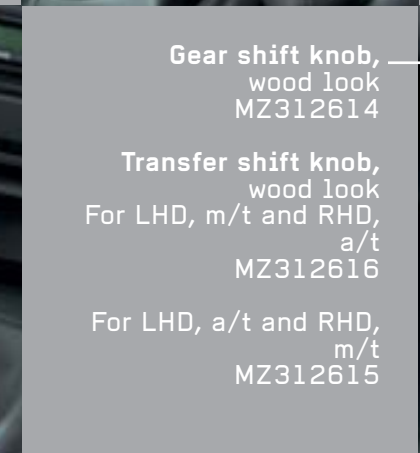 Gear shift knob,
wood look
MZ312614
Transfer shift knob,
wood look
For LHD, m/t and RHD,
a/t
MZ312616
For LHD, a/t and RHD,
m/t
MZ312615